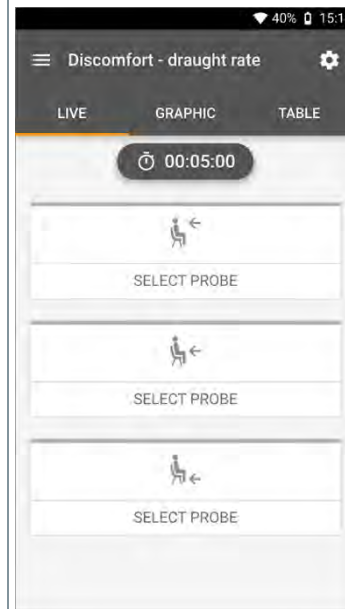 40% 15:1
Discomfort - draught rate
LIVE GRAPHIC TABLE
00:05:00
SELECT PROBE
SELECT PROBE
SELECT PROBE